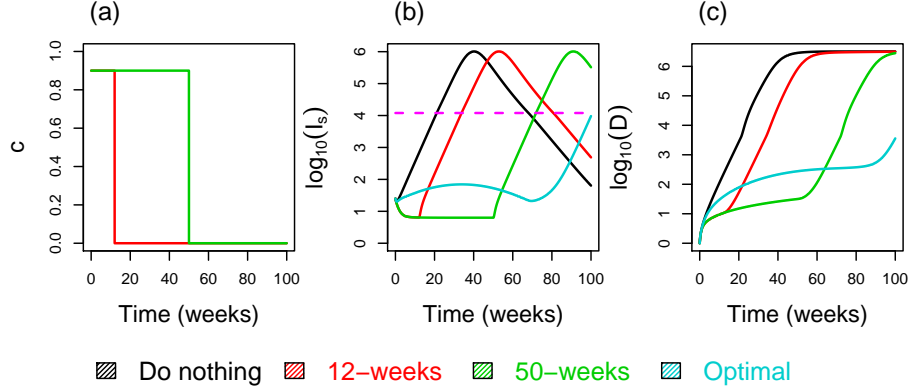 (a)
(b)
(c)
c
0.0
0.2
0.4
0.6
0.8
1.0
0 20 40 60 80 100
Time (weeks)
log₁₀(Iₛ)
0
1
2
3
4
5
6
0 20 40 60 80 100
Time (weeks)
log₁₀(D)
0
1
2
3
4
5
6
0 20 40 60 80 100
Time (weeks)
Do nothing 12−weeks 50−weeks Optimal